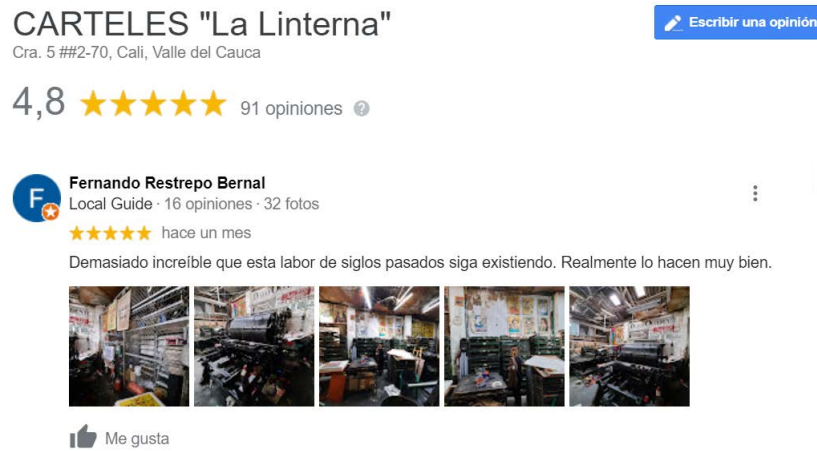 CARTELES "La Linterna"
Escribir una opinión
Cra. 5 ##2-70, Cali, Valle del Cauca
4,8 91 opiniones ?
F
Fernando Restrepo Bernal
Local Guide · 16 opiniones · 32 fotos
hace un mes
Demasiado increíble que esta labor de siglos pasados siga existiendo. Realmente lo hacen muy bien.
Me gusta